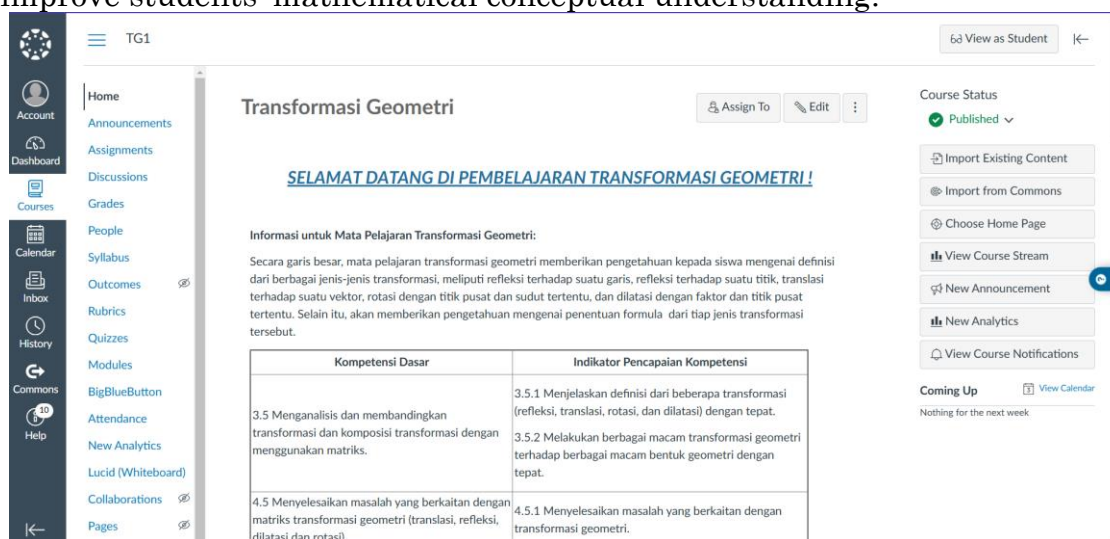 improve students' mathematical conceptual understanding.
TG1
View as Student
Account
Dashboard
Courses
Calendar
Inbox
History
Commons
10
Help
Home
Announcements
Assignments
Discussions
Grades
People
Syllabus
Outcomes
Rubrics
Quizzes
Modules
BigBlueButton
Attendance
New Analytics
Lucid (Whiteboard)
Collaborations
Pages
Transformasi Geometri
Assign To
Edit
SELAMAT DATANG DI PEMBELAJARAN TRANSFORMASI GEOMETRI !
Informasi untuk Mata Pelajaran Transformasi Geometri:
Secara garis besar, mata pelajaran transformasi geometri memberikan pengetahuan kepada siswa mengenai definisi
dari berbagai jenis-jenis transformasi, meliputi refleksi terhadap suatu garis, refleksi terhadap suatu titik, translasi
terhadap suatu vektor, rotasi dengan titik pusat dan sudut tertentu, dan dilatasi dengan faktor dan titik pusat
tertentu. Selain itu, akan memberikan pengetahuan mengenai penentuan formula dari tiap jenis transformasi
tersebut.
Kompetensi Dasar
Indikator Pencapaian Kompetensi
3.5 Menganalisis dan membandingkan
transformasi dan komposisi transformasi dengan
menggunakan matriks.
3.5.1 Menjelaskan definisi dari beberapa transformasi
(refleksi, translasi, rotasi, dan dilatasi) dengan tepat.
3.5.2 Melakukan berbagai macam transformasi geometri
terhadap berbagai macam bentuk geometri dengan
tepat.
4.5 Menyelesaikan masalah yang berkaitan dengan
matriks transformasi geometri (translasi, refleksi,
dilatasi dan rotasi)
4.5.1 Menyelesaikan masalah yang berkaitan dengan
transformasi geometri.
Course Status
Published
Import Existing Content
Import from Commons
Choose Home Page
View Course Stream
New Announcement
New Analytics
View Course Notifications
Coming Up
View Calendar
Nothing for the next week